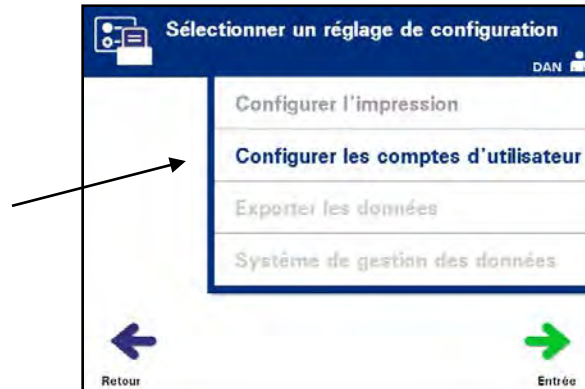 Sélectionner un réglage de configuration
DAN
Configurer l'impression
Configurer les comptes d'utilisateur
Exporter les données
Système de gestion des données
Retour
Entrée